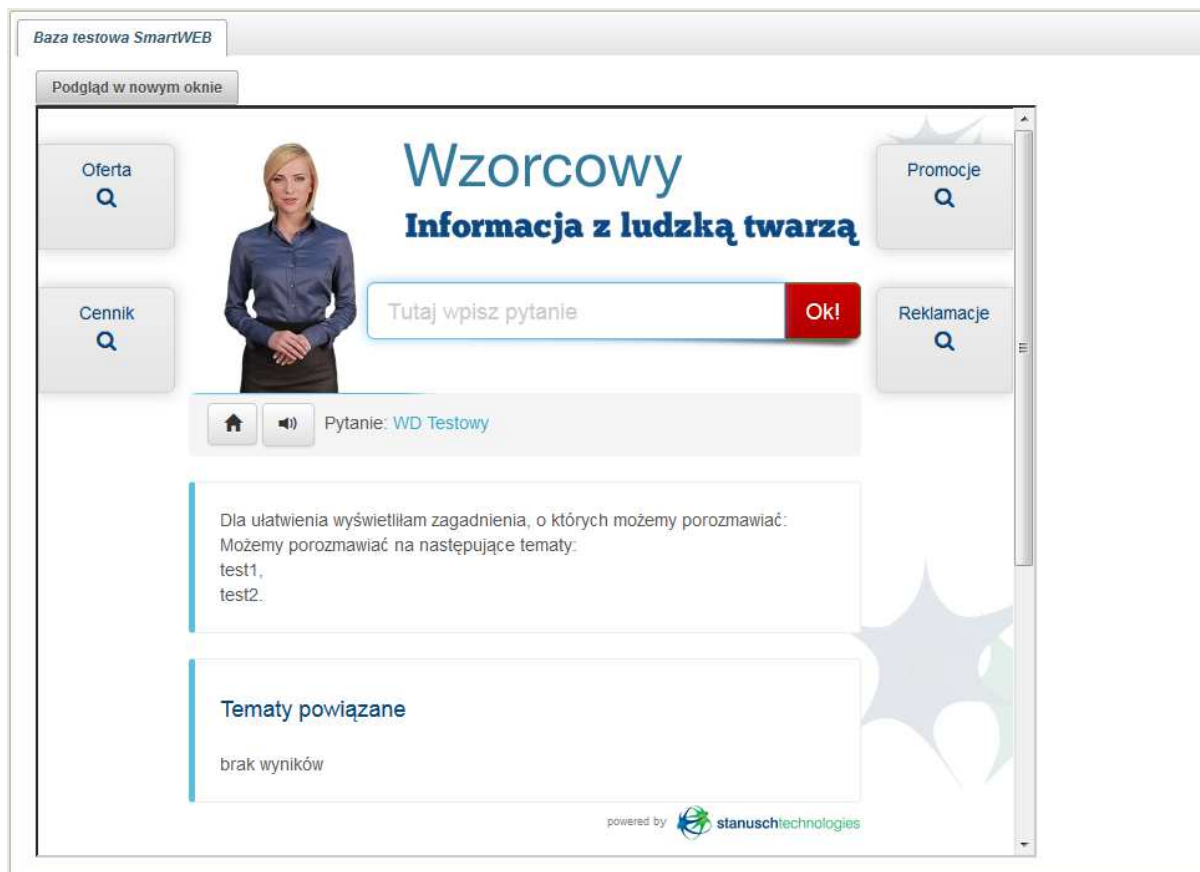 Baza testowa SmartWEB
Podgląd w nowym oknie
Oferta
Wzorcowy
Promocje
Informacja z ludzką twarzą
Cennik
Tutaj wpisz pytanie
Ok!
Reklamacje
Pytanie: WD Testowy
Dla ułatwienia wyświetliłam zagadnienia, o których możemy porozmawiać:
Możemy porozmawiać na następujące tematy:
test1,
test2.
Tematy powiązane
brak wyników
powered by stanuschtechnologies